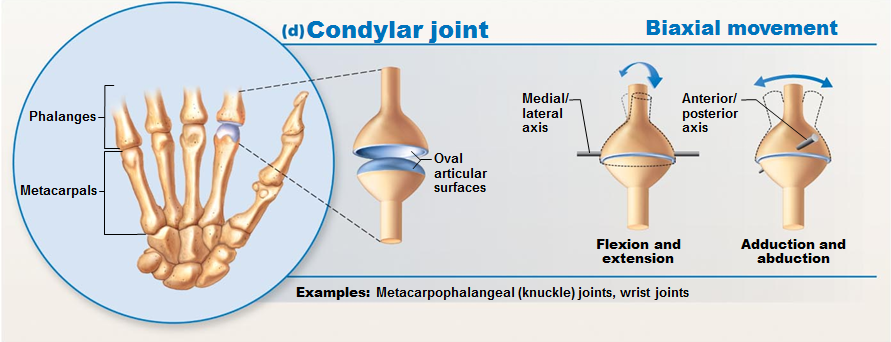 (d) Condylar joint
Biaxial movement
Phalanges
Metacarpals
Oval
articular
surfaces
Medial/
lateral
axis
Anterior/
posterior
axis
Flexion and
extension
Adduction and
abduction
Examples: Metacarpophalangeal (knuckle) joints, wrist joints